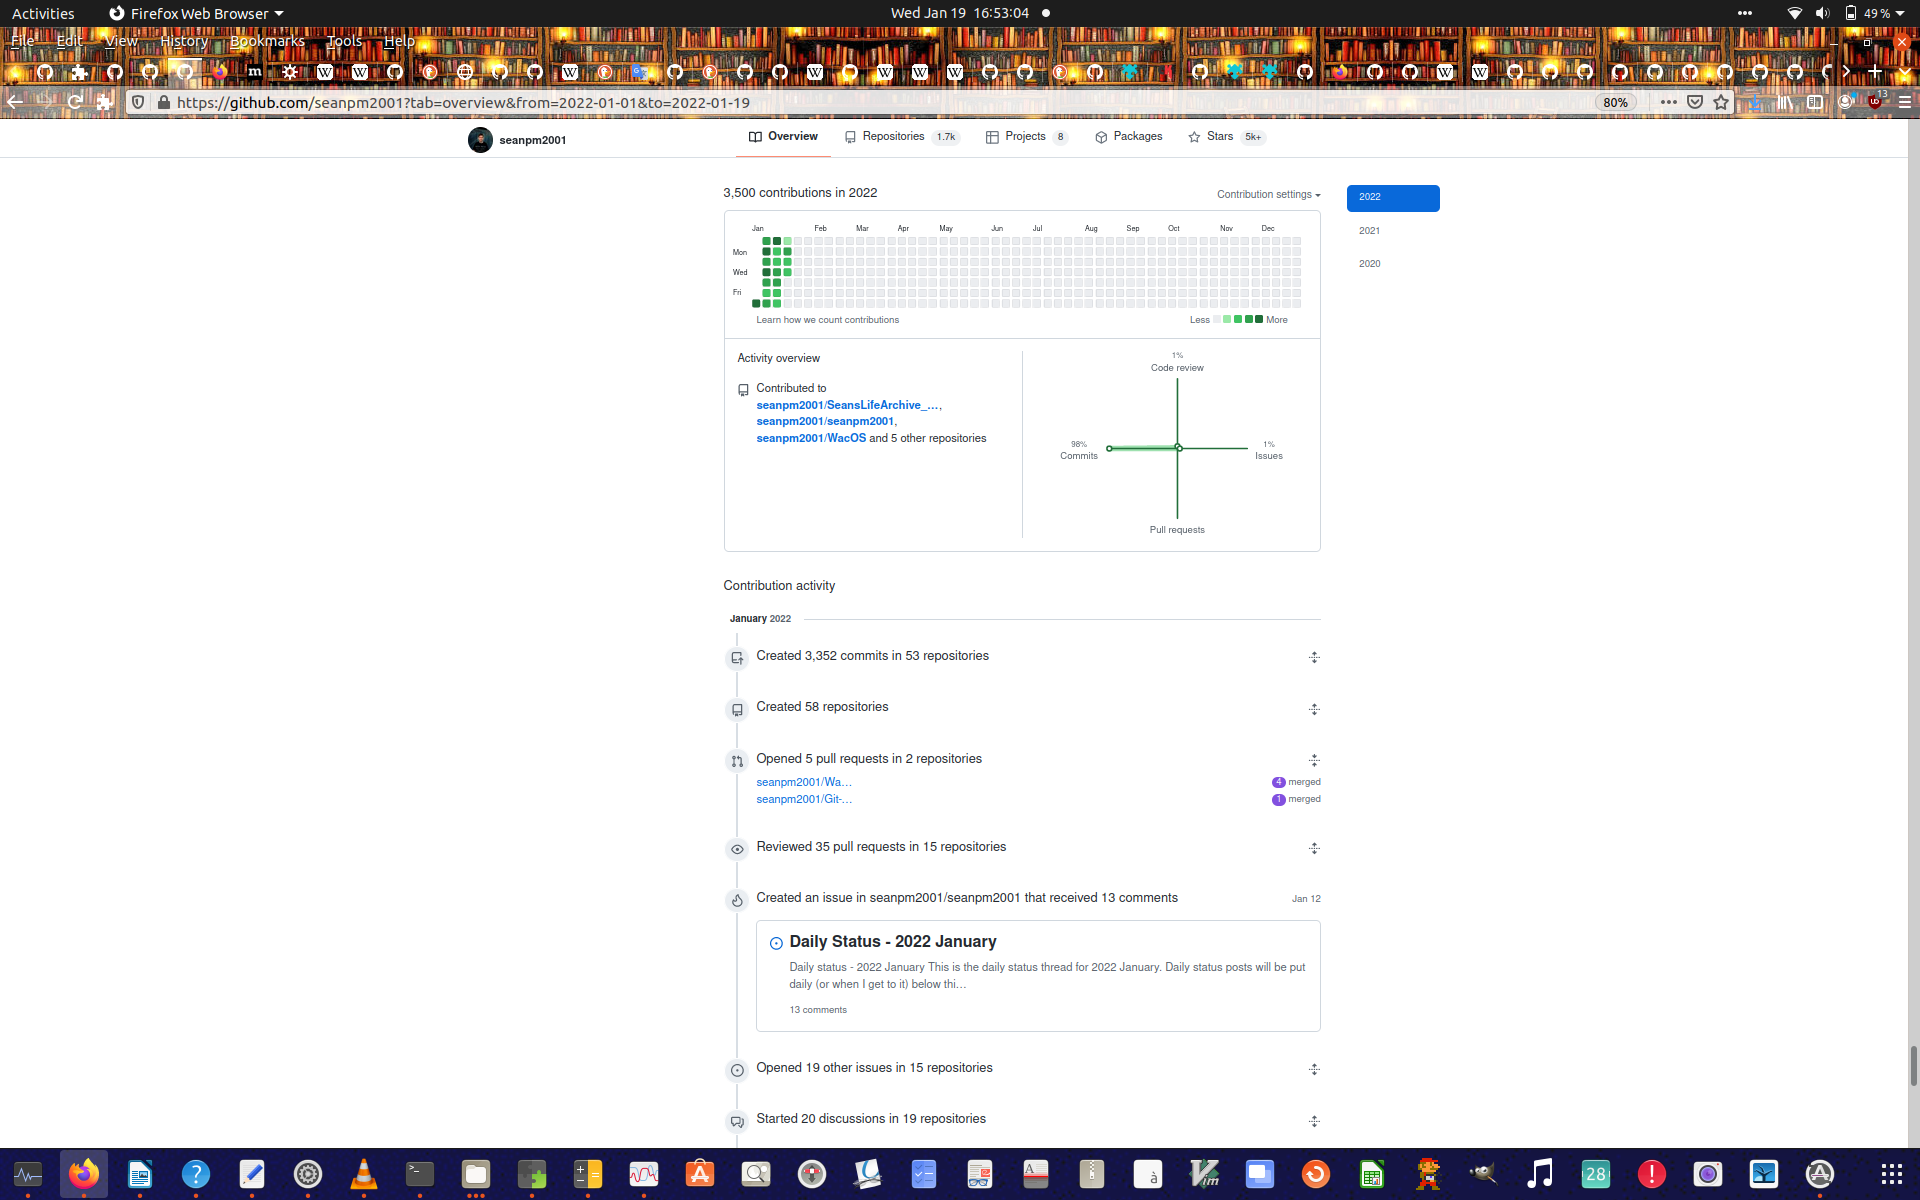 Activities
Firefox Web Browser
Wed Jan 19 16:53:04
49 %
File Edit View History Bookmarks Tools Help
https://github.com/seanpm2001?tab=overview&from=2022-01-01&to=2022-01-19
80%
13
seanpm2001
Overview
Repositories 1.7k
Projects 8
Packages
Stars 5k+
3,500 contributions in 2022
Contribution settings
2022
2021
2020
Jan Feb Mar Apr May Jun Jul Aug Sep Oct Nov Dec
Mon
Wed
Fri
Learn how we count contributions
Less More
Activity overview
Contributed to
seanpm2001/SeansLifeArchive_...,
seanpm2001/seanpm2001,
seanpm2001/WacOS and 5 other repositories
1%
Code review
98%
Commits
1%
Issues
Pull requests
Contribution activity
January 2022
Created 3,352 commits in 53 repositories
Created 58 repositories
Opened 5 pull requests in 2 repositories
seanpm2001/Wa...
4 merged
seanpm2001/Git-...
1 merged
Reviewed 35 pull requests in 15 repositories
Created an issue in seanpm2001/seanpm2001 that received 13 comments
Jan 12
Daily Status - 2022 January
Daily status - 2022 January This is the daily status thread for 2022 January. Daily status posts will be put
daily (or when I get to it) below thi...
13 comments
Opened 19 other issues in 15 repositories
Started 20 discussions in 19 repositories
28